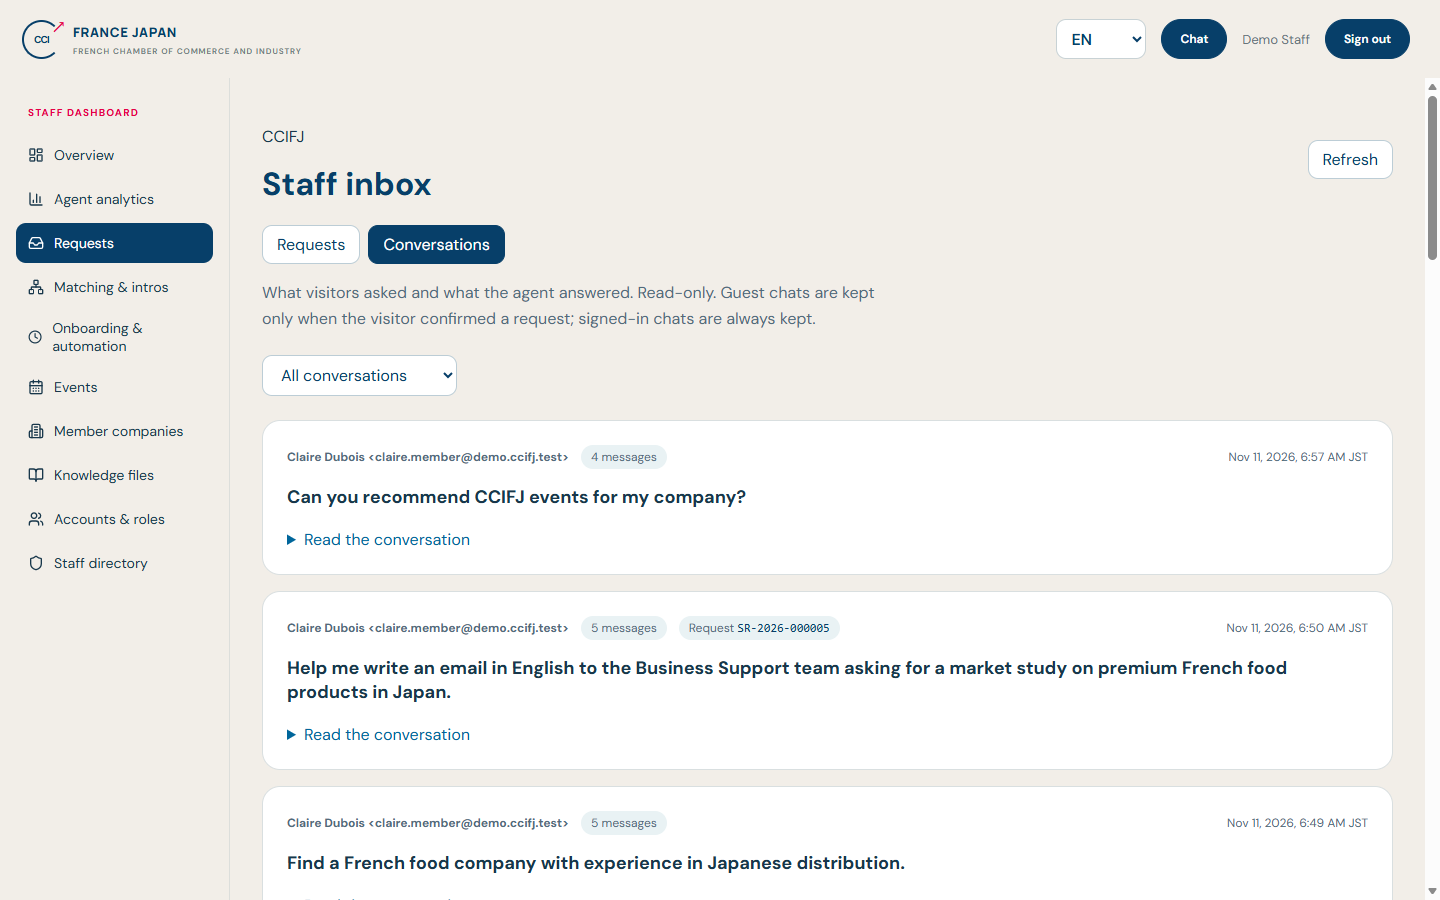 CCI
FRANCE JAPAN
FRENCH CHAMBER OF COMMERCE AND INDUSTRY
EN
Chat
Demo Staff
Sign out
STAFF DASHBOARD
Overview
Agent analytics
Requests
Matching & intros
Onboarding &
automation
Events
Member companies
Knowledge files
Accounts & roles
Staff directory
CCIFJ
Staff inbox
Refresh
Requests
Conversations
What visitors asked and what the agent answered. Read-only. Guest chats are kept
only when the visitor confirmed a request; signed-in chats are always kept.
All conversations
Claire Dubois <claire.member@demo.ccifj.test> 4 messages Nov 11, 2026, 6:57 AM JST
Can you recommend CCIFJ events for my company?
Read the conversation
Claire Dubois <claire.member@demo.ccifj.test> 5 messages Request SR-2026-000005 Nov 11, 2026, 6:50 AM JST
Help me write an email in English to the Business Support team asking for a market study on premium French food
products in Japan.
Read the conversation
Claire Dubois <claire.member@demo.ccifj.test> 5 messages Nov 11, 2026, 6:49 AM JST
Find a French food company with experience in Japanese distribution.